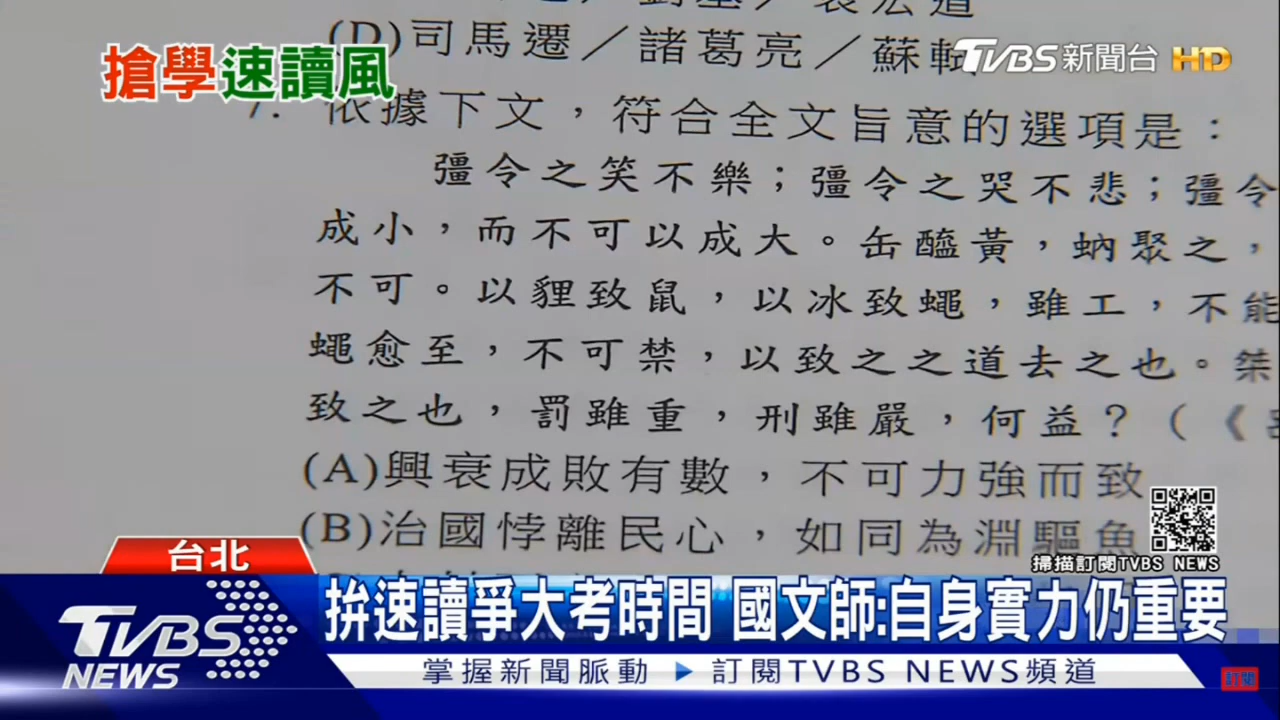 (D)司馬遷／諸葛亮／蘇軾
TVBS新聞台 HD
搶學速讀風
7. 依據下文，符合全文旨意的選項是：
彊令之笑不樂；彊令之哭不悲；彊令
成小，而不可以成大。缶醯黃，蚋聚之，
不可。以貍致鼠，以冰致蠅，雖工，不能
蠅愈至，不可禁，以致之之道去之也。桀
致之也，罰雖重，刑雖嚴，何益？（《
(A)興衰成敗有數，不可力強而致
(B)治國悖離民心，如同為淵驅魚
掃描訂閱TVBS NEWS
台北
拚速讀爭大考時間 國文師:自身實力仍重要
TVBS NEWS
掌握新聞脈動 ▶ 訂閱TVBS NEWS頻道
訂閱